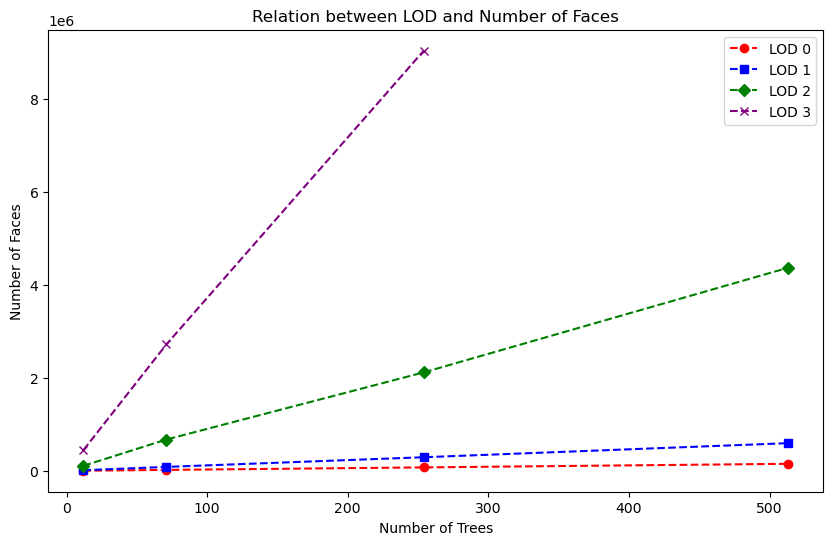 Relation between LOD and Number of Faces
1e6
LOD 0
LOD 1
LOD 2
LOD 3
8
6
4
2
0
Number of Faces
0 100 200 300 400 500
Number of Trees